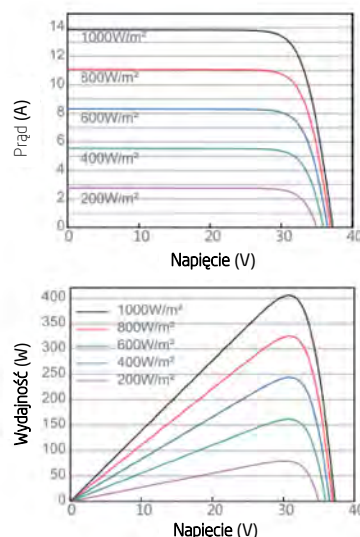 14
12
10
8
6
4
2
0
Prąd (A)
1000W/m²
800W/m²
600W/m²
400W/m²
200W/m²
0 10 20 30 40
Napięcie (V)
400
350
300
250
200
150
100
50
0
Wydajność (W)
1000W/m²
800W/m²
600W/m²
400W/m²
200W/m²
0 10 20 30 40
Napięcie (V)